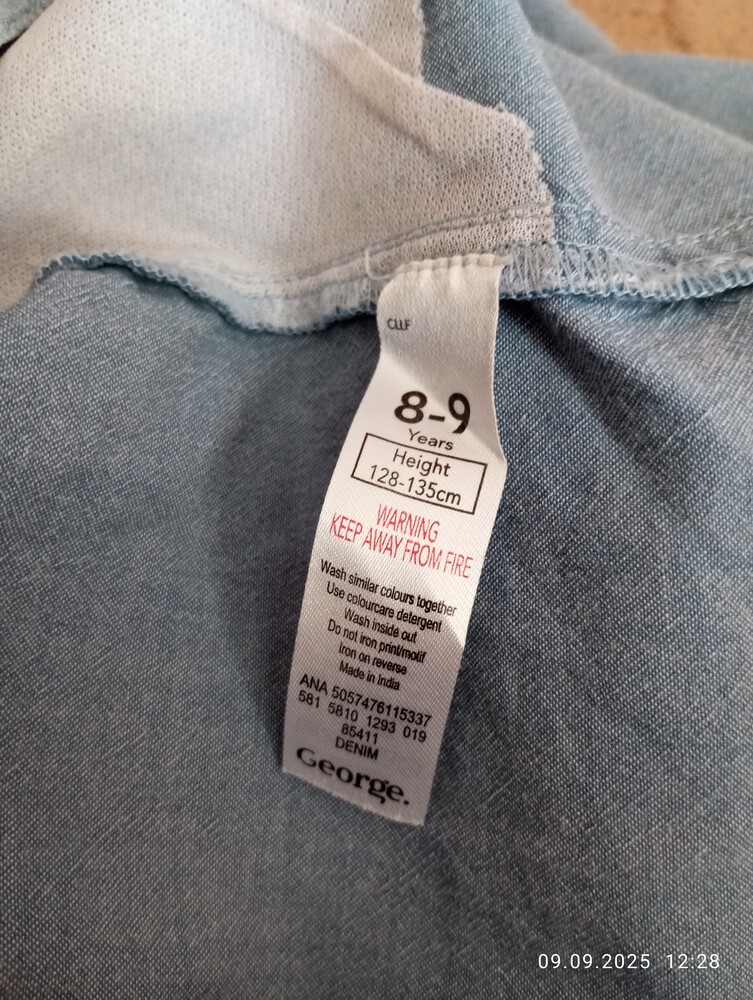 CLLF
8-9
Years
Height
128-135cm
WARNING
KEEP AWAY FROM FIRE
Wash similar colours together
Use colourcare detergent
Wash inside out
Do not iron print/motif
Iron on reverse
Made in India
ANA 5057476115337
581 5810 1293 019
85411
DENIM
George.
09.09.2025 12:28